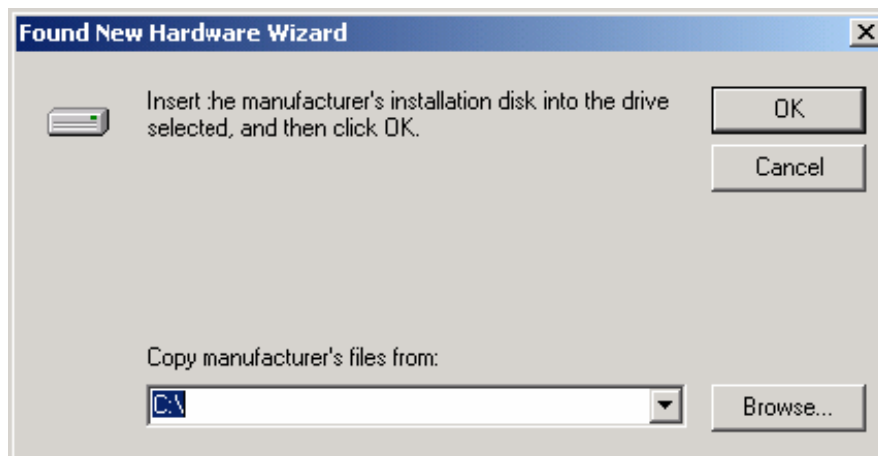 Found New Hardware Wizard
Insert the manufacturer's installation disk into the drive
selected, and then click OK.
OK
Cancel
Copy manufacturer's files from:
C:\
Browse...